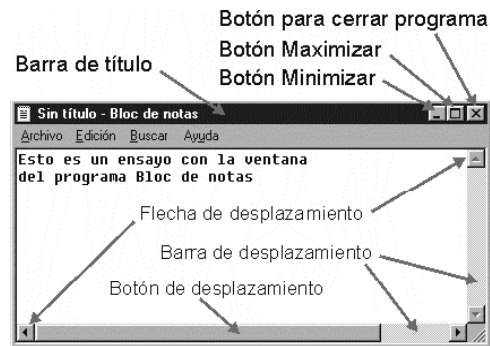 Botón para cerrar programa
Botón Maximizar
Barra de título
Botón Minimizar
Sin título - Bloc de notas
Archivo Edición Buscar Ayuda
Esto es un ensayo con la ventana
del programa Bloc de notas
Flecha de desplazamiento
Barra de desplazamiento
Botón de desplazamiento